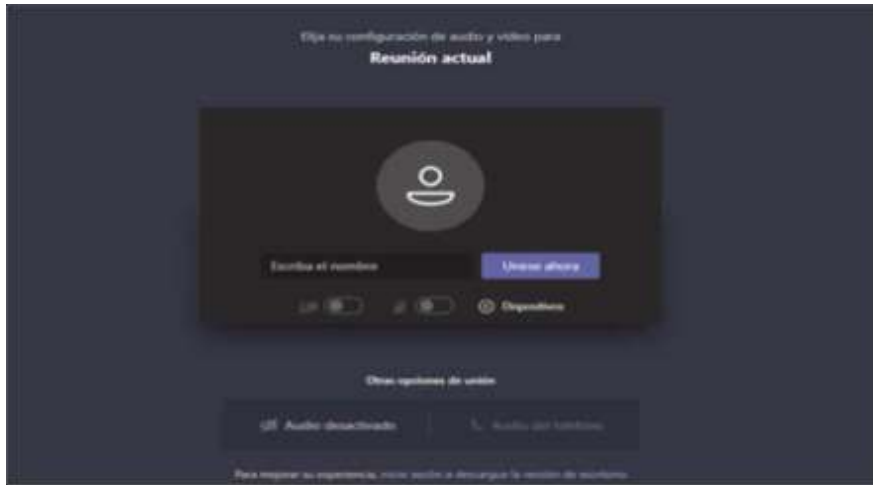 Elija su configuración de audio y vídeo para
Reunión actual
Escriba el nombre
Unirse ahora
Dispositivos
Otras opciones de unión
Audio desactivado
Audio del teléfono
Para mejorar su experiencia, inicie sesión o descargue la versión de escritorio.